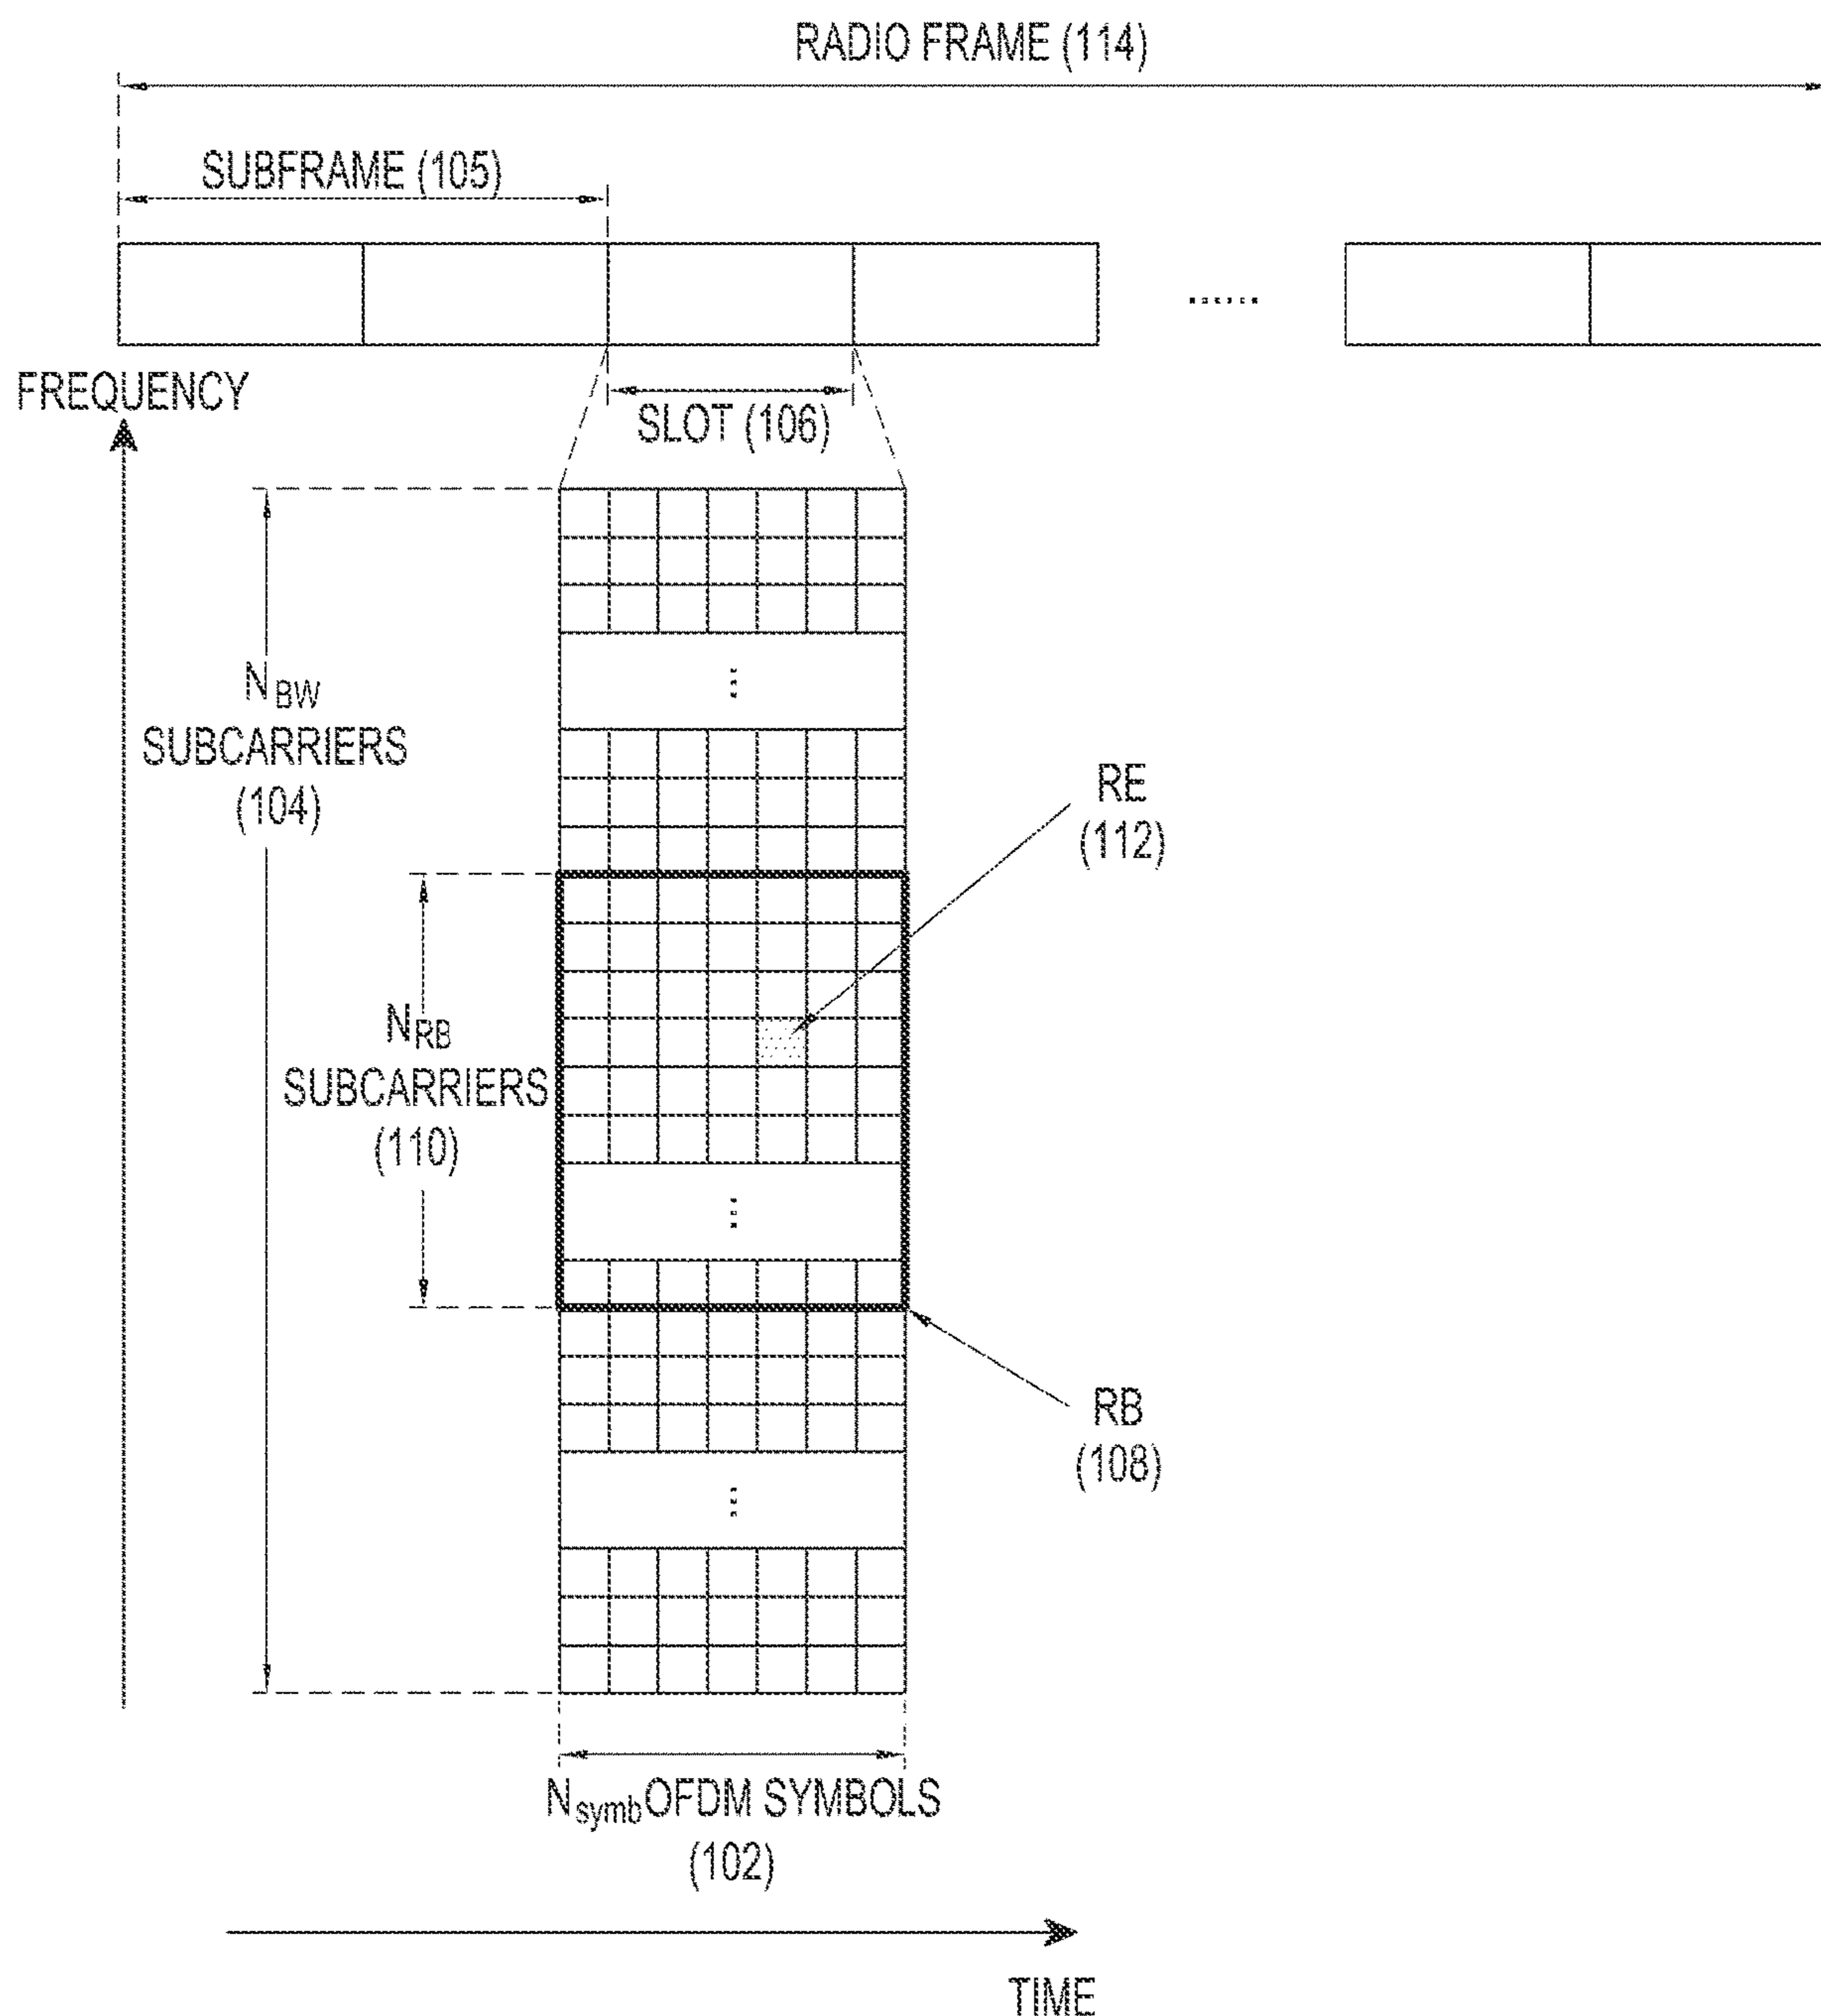 RADIO FRAME (114)
SUBFRAME (105)
......
FREQUENCY
SLOT (106)
N_BW
SUBCARRIERS
(104)
RE
(112)
N_RB
SUBCARRIERS
(110)
RB
(108)
N_symb OFDM SYMBOLS
(102)
TIME